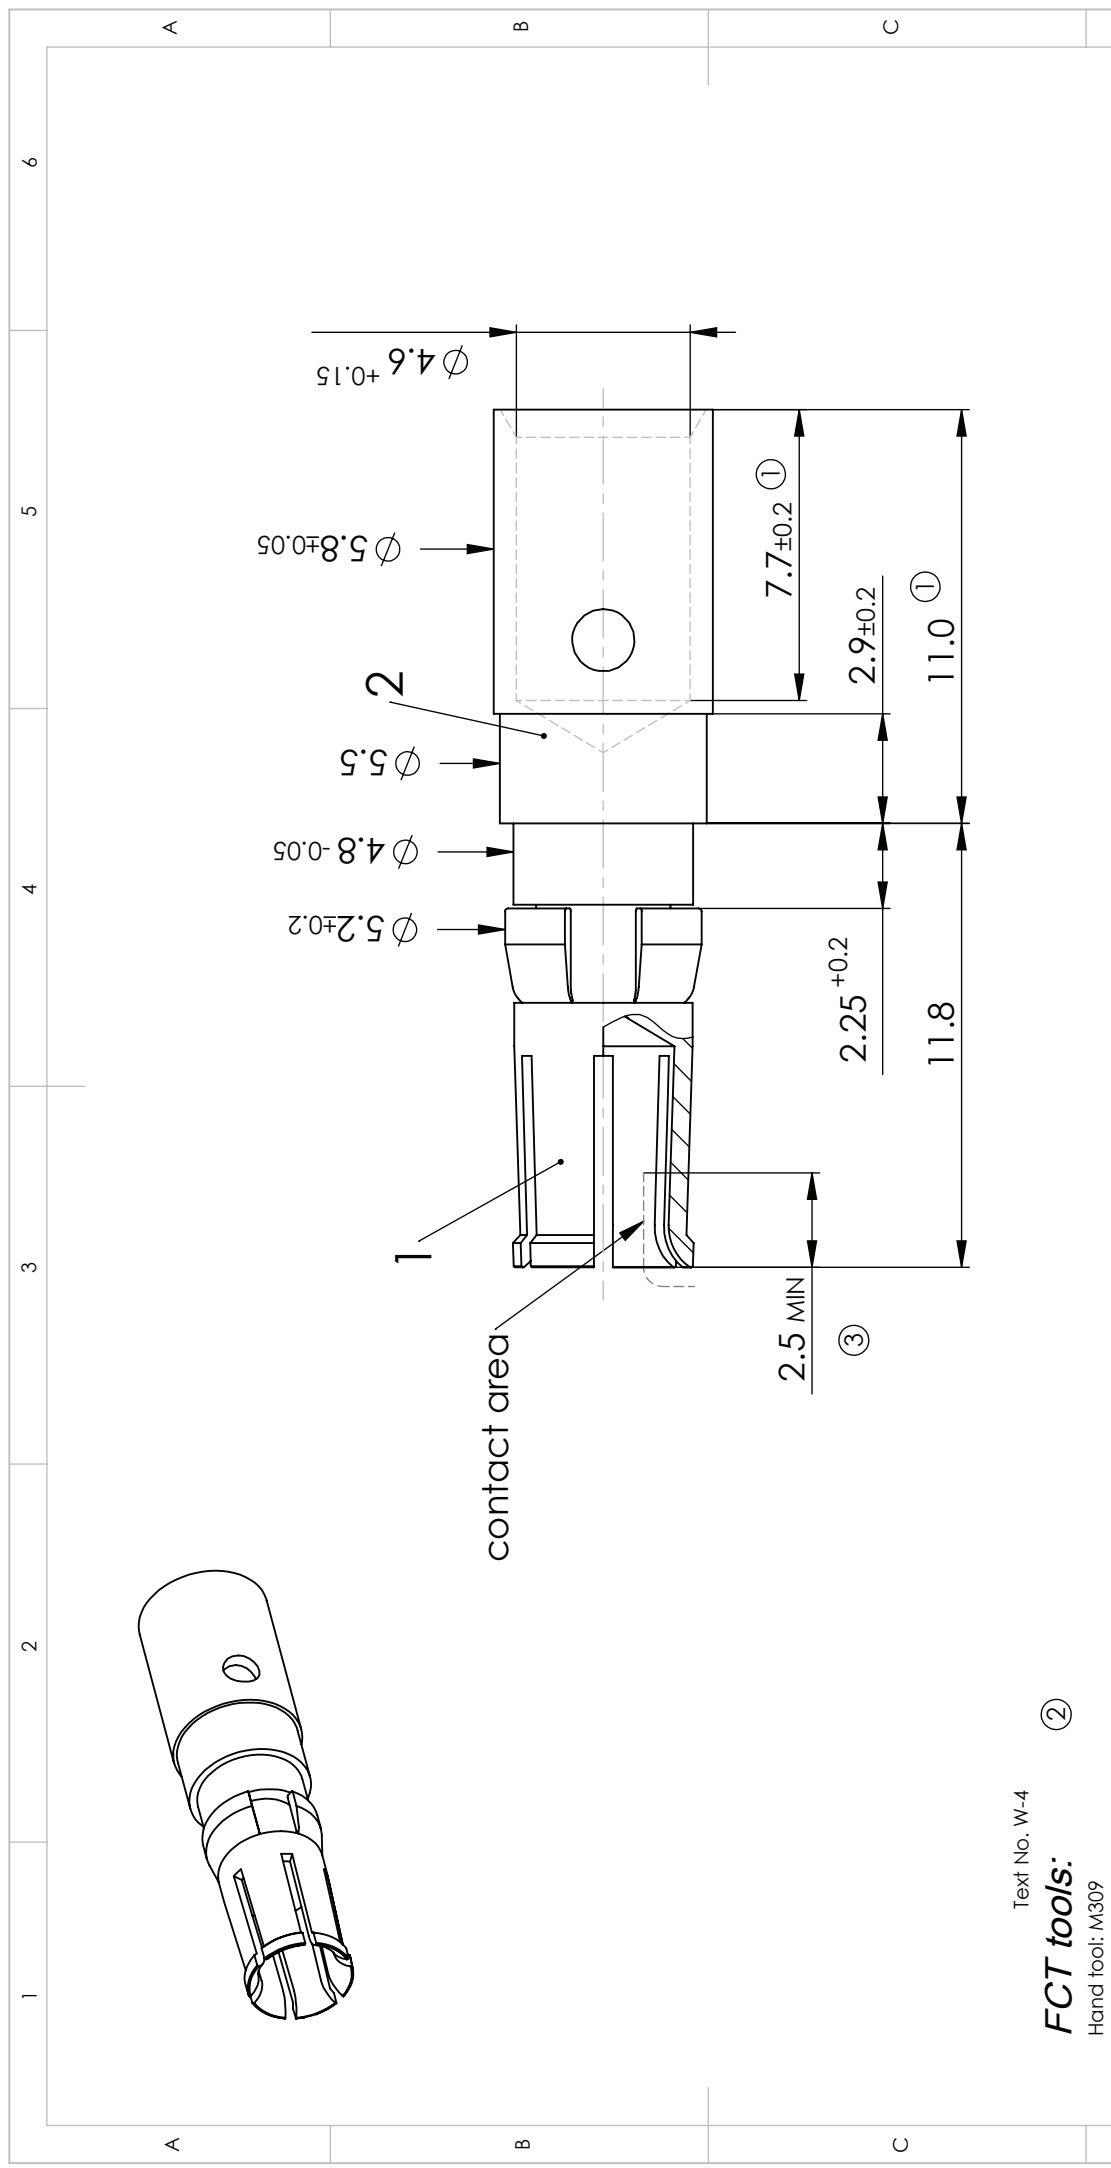 1 2 3 4 5 6
A
B
C
A
B
C
Ø 5.2±0.2
Ø 4.8 -0.05
Ø 5.5
Ø 5.8±0.05
Ø 4.6 +0.15
1
2
contact area
2.5 MIN
③
2.25 +0.2
2.9±0.2
7.7±0.2 ①
11.8
11.0 ①
Text No. W-4
②
FCT tools:
Hand tool: M309